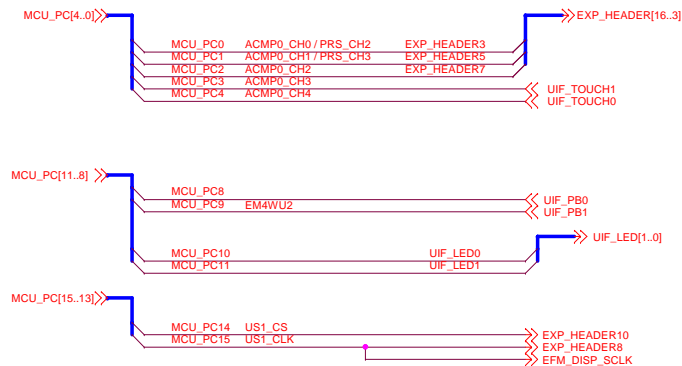 MCU_PC[4..0] EXP_HEADER[16..3]
MCU_PC0 ACMP0_CH0 / PRS_CH2 EXP_HEADER3
MCU_PC1 ACMP0_CH1 / PRS_CH3 EXP_HEADER5
MCU_PC2 ACMP0_CH2 EXP_HEADER7
MCU_PC3 ACMP0_CH3 UIF_TOUCH1
MCU_PC4 ACMP0_CH4 UIF_TOUCH0
MCU_PC[11..8]
MCU_PC8 UIF_PB0
MCU_PC9 EM4WU2 UIF_PB1
UIF_LED[1..0]
MCU_PC10 UIF_LED0
MCU_PC11 UIF_LED1
MCU_PC[15..13]
MCU_PC14 US1_CS EXP_HEADER10
MCU_PC15 US1_CLK EXP_HEADER8
EFM_DISP_SCLK